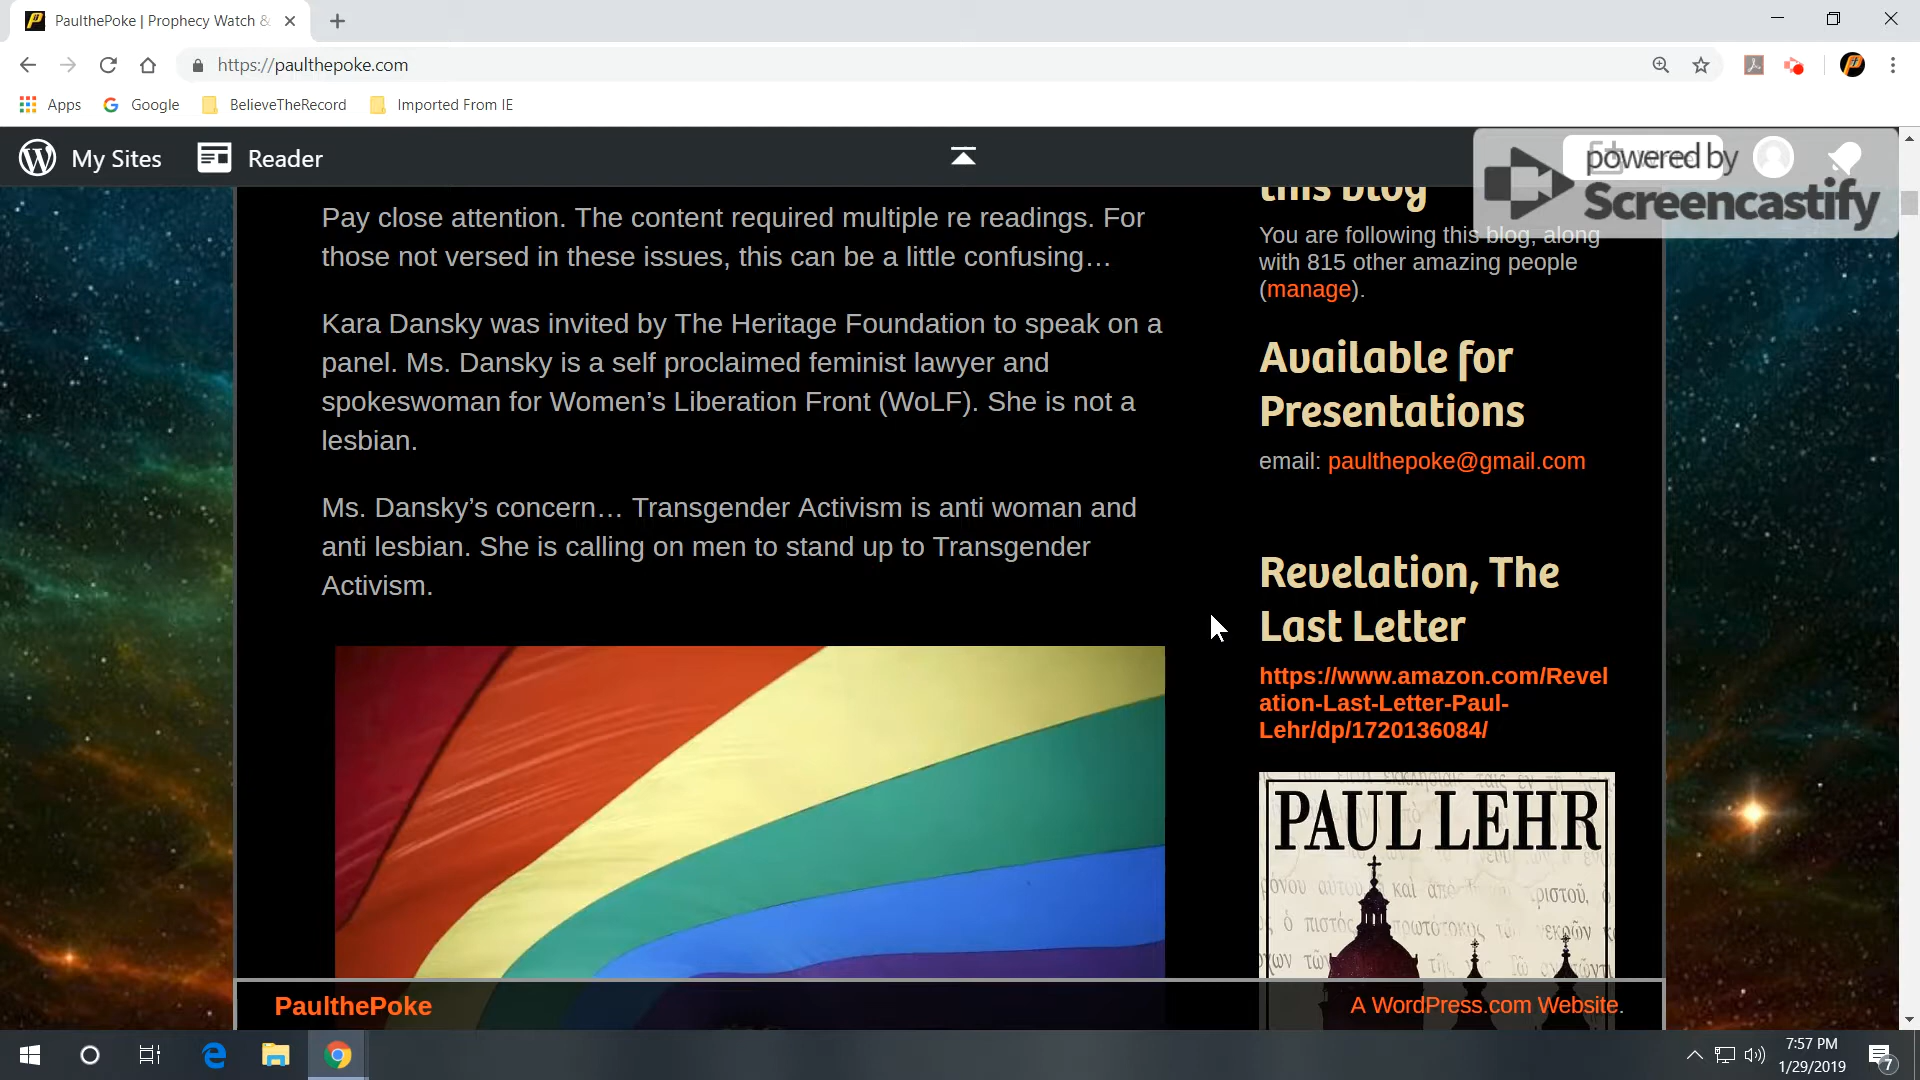 PaulthePoke | Prophecy Watch &
https://paulthepoke.com
Apps Google BelieveTheRecord Imported From IE
My Sites Reader
powered by
Screencastify
Pay close attention. The content required multiple re readings. For
those not versed in these issues, this can be a little confusing…
Kara Dansky was invited by The Heritage Foundation to speak on a
panel. Ms. Dansky is a self proclaimed feminist lawyer and
spokeswoman for Women’s Liberation Front (WoLF). She is not a
lesbian.
Ms. Dansky’s concern… Transgender Activism is anti woman and
anti lesbian. She is calling on men to stand up to Transgender
Activism.
this blog
You are following this blog, along
with 815 other amazing people
(manage).
Available for
Presentations
email: paulthepoke@gmail.com
Revelation, The
Last Letter
https://www.amazon.com/Revel
ation-Last-Letter-Paul-
Lehr/dp/1720136084/
PAUL LEHR
PaulthePoke
A WordPress.com Website.
7:57 PM
1/29/2019
7